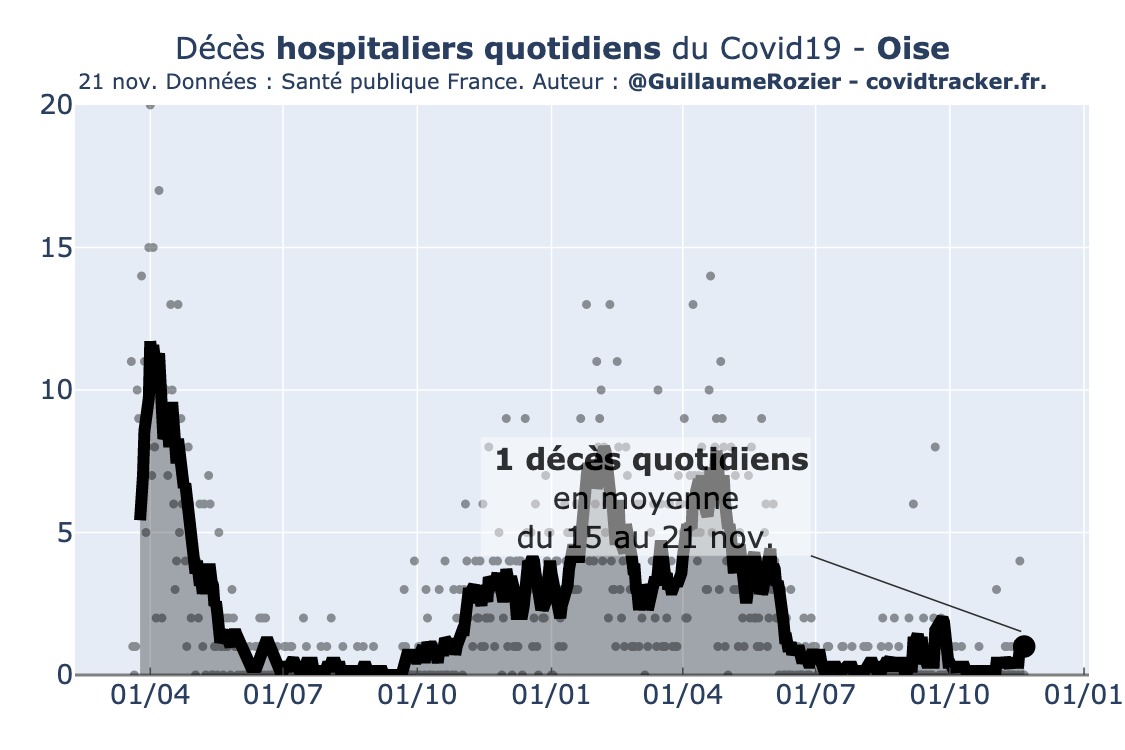 Décès hospitaliers quotidiens du Covid19 - Oise
21 nov. Données : Santé publique France. Auteur : @GuillaumeRozier - covidtracker.fr.
20
15
10
5
0
1 décès quotidiens
en moyenne
du 15 au 21 nov.
01/04 01/07 01/10 01/01 01/04 01/07 01/10 01/01